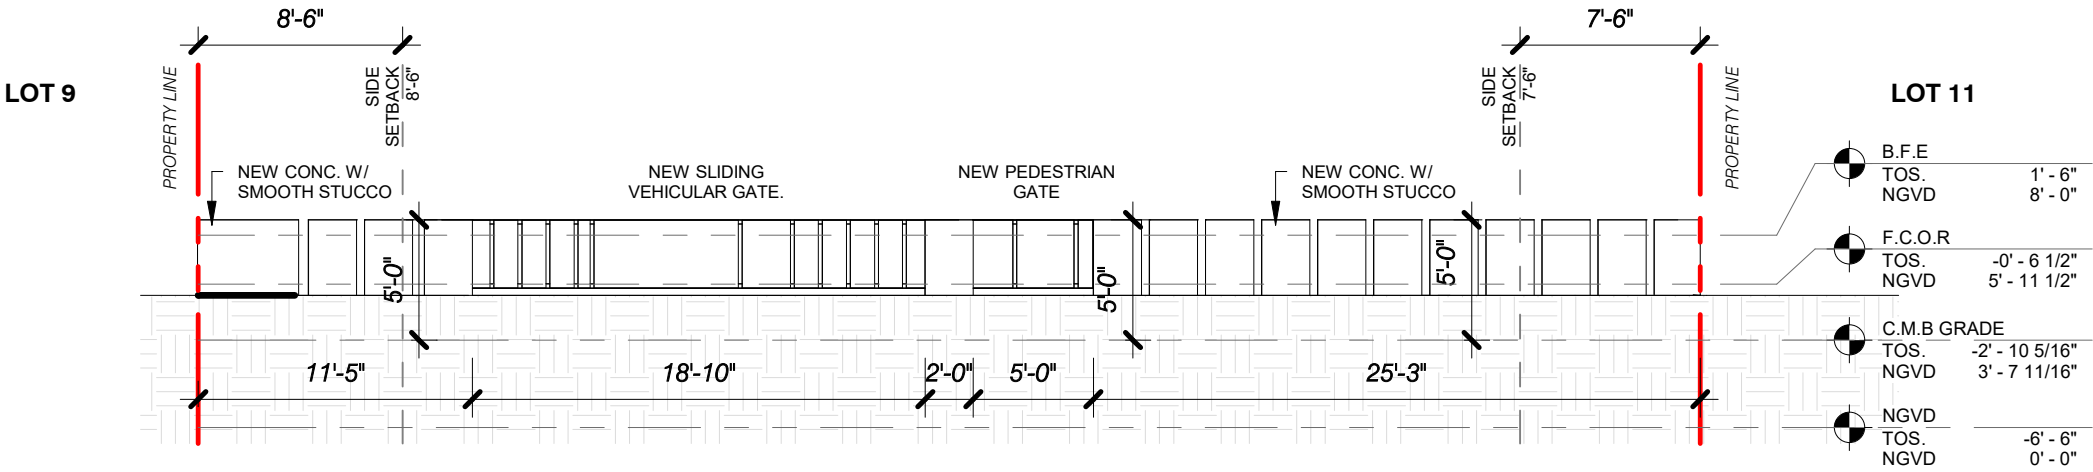 8'-6"
7'-6"
LOT 9
PROPERTY LINE
SIDE
SETBACK
8'-6"
SIDE
SETBACK
7'-6"
PROPERTY LINE
LOT 11
NEW CONC. W/
SMOOTH STUCCO
NEW SLIDING
VEHICULAR GATE.
NEW PEDESTRIAN
GATE
NEW CONC. W/
SMOOTH STUCCO
B.F.E
TOS. 1' - 6"
NGVD 8' - 0"
F.C.O.R
TOS. -0' - 6 1/2"
NGVD 5' - 11 1/2"
5'-0"
5'-0"
5'-0"
C.M.B GRADE
TOS. -2' - 10 5/16"
NGVD 3' - 7 11/16"
11'-5"
18'-10"
2'-0"
5'-0"
25'-3"
NGVD
TOS. -6' - 6"
NGVD 0' - 0"